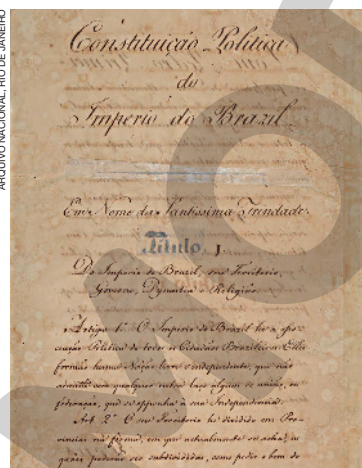 ARQUIVO NACIONAL, RIO DE JANEIRO
Constituição Politica
do
Imperio do Brazil
Em Nome da Santissima Trindade.
Titulo 1.
Do Imperio do Brazil, seu Territorio,
Governo, Dynastia e Religião.
Artigo 1º O Imperio do Brazil he a asso-
ciação Politica de todos os Cidadãos Brazileiros. Elles
formão huma Nação livre e independente, que não
admitte com qualquer outra laço algum de união, ou
federação, que se opponha á sua Independencia.
Art. 2º O seu Territorio he dividido em Pro-
vincias na forma, em que actualmente se acha, as
quaes poderão ser subdivididas, como pedir o bem do